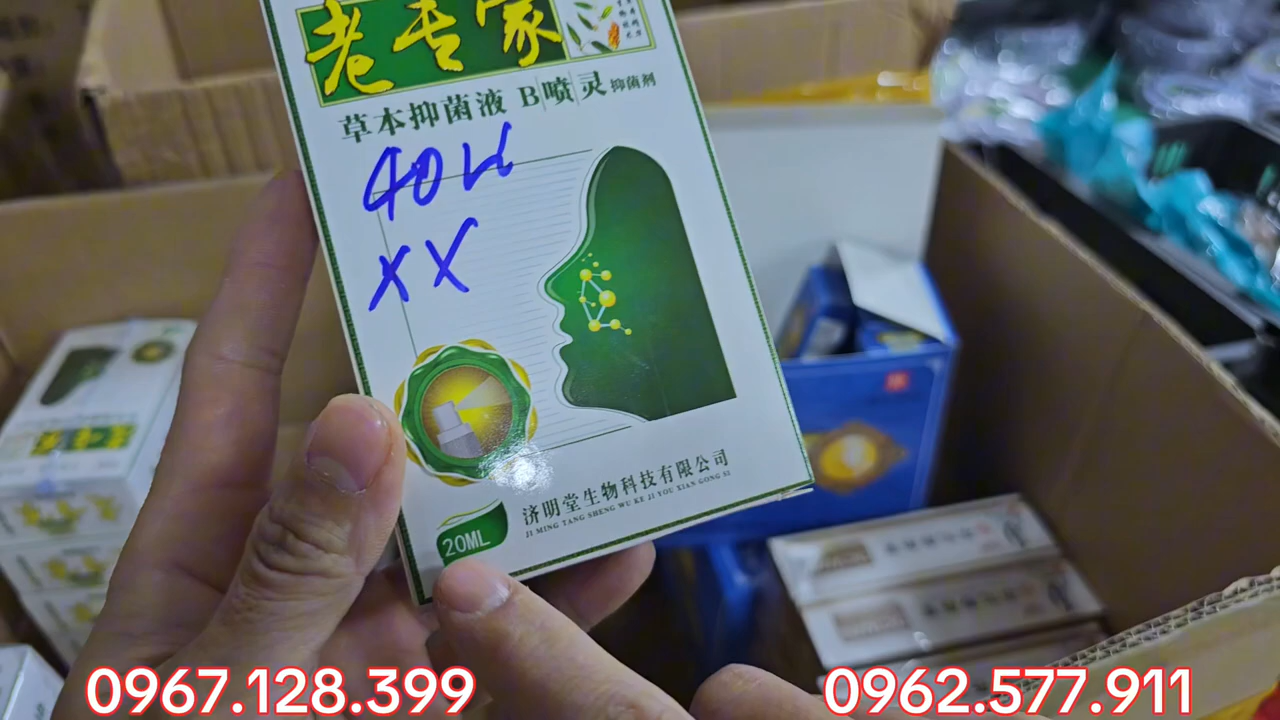 老专家
草本抑菌液 B喷灵 抑菌剂
XX
济明堂生物科技有限公司
JI MING TANG SHENG WU KE JI YOU XIAN GONG SI
20ML
0967.128.399
0962.577.911